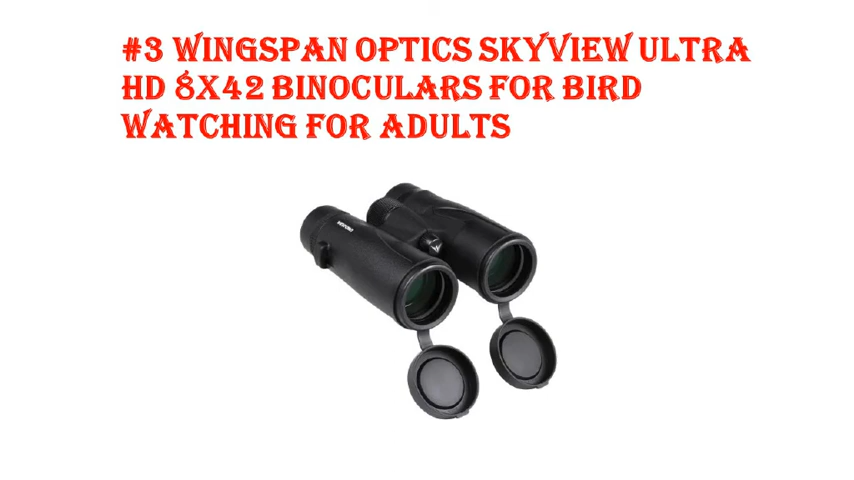 #3 WINGSPAN OPTICS SKYVIEW ULTRA
HD 8X42 BINOCULARS FOR BIRD
WATCHING FOR ADULTS